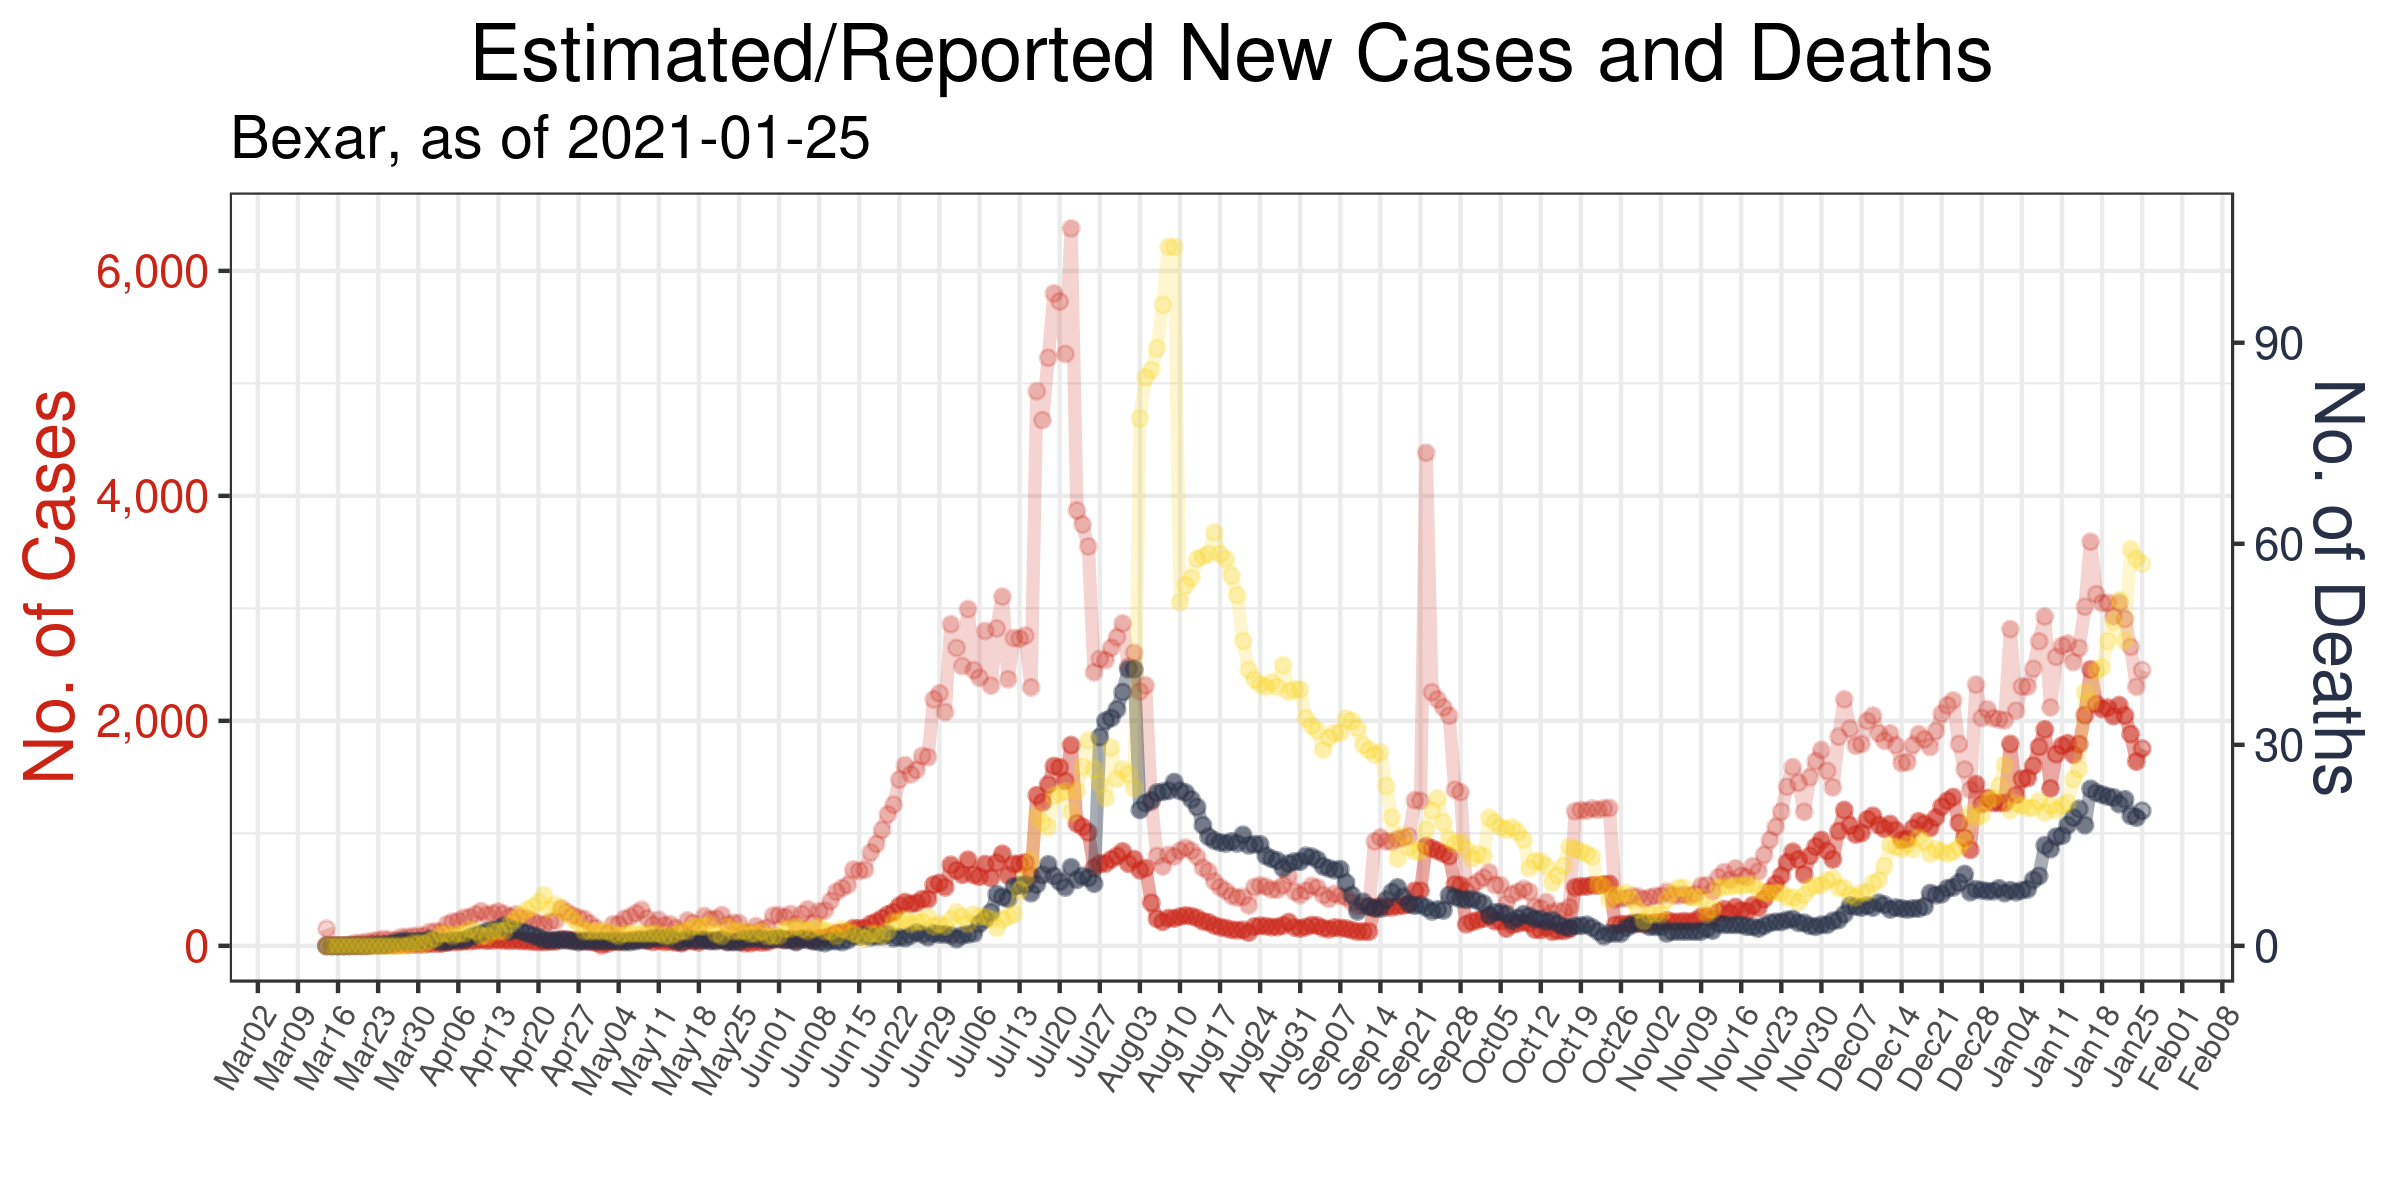 Estimated/Reported New Cases and Deaths
Bexar, as of 2021-01-25
No. of Cases
6,000
4,000
2,000
0
90
60
30
0
No. of Deaths
Mar02
Mar09
Mar16
Mar23
Mar30
Apr06
Apr13
Apr20
Apr27
May04
May11
May18
May25
Jun01
Jun08
Jun15
Jun22
Jun29
Jul06
Jul13
Jul20
Jul27
Aug03
Aug10
Aug17
Aug24
Aug31
Sep07
Sep14
Sep21
Sep28
Oct05
Oct12
Oct19
Oct26
Nov02
Nov09
Nov16
Nov23
Nov30
Dec07
Dec14
Dec21
Dec28
Jan04
Jan11
Jan18
Jan25
Feb01
Feb08